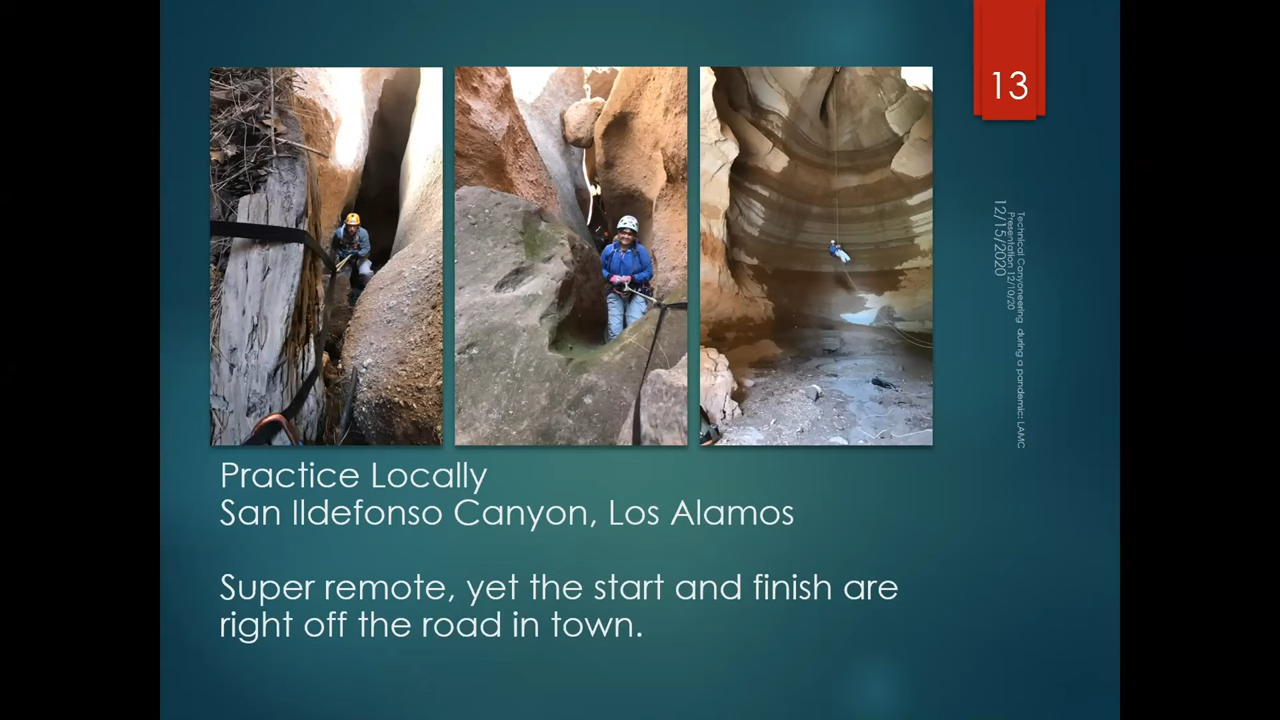 13
Practice Locally
San Ildefonso Canyon, Los Alamos
Super remote, yet the start and finish are
right off the road in town.
12/15/2020
Technical Canyoneering during a pandemic: LAMC
Presentation 12/10/20